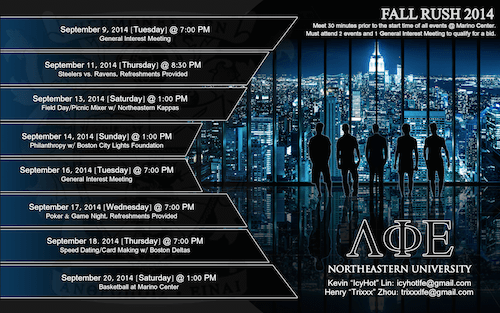 FALL RUSH 2014
Meet 30 minutes prior to the start time of all events @ Marino Center.
Must attend 2 events and 1 General Interest Meeting to qualify for a bid.
September 9, 2014 |Tuesday| @ 7:00 PM
General Interest Meeting
September 11, 2014 |Thursday| @ 8:30 PM
Steelers vs. Ravens. Refreshments Provided
September 13, 2014 |Saturday| @ 1:00 PM
Field Day/Picnic Mixer w/ Northeastern Kappas
September 14, 2014 |Sunday| @ 1:00 PM
Philanthropy w/ Boston City Lights Foundation
September 16, 2014 |Tuesday| @ 7:00 PM
General Interest Meeting
September 17, 2014 |Wednesday| @ 7:00 PM
Poker & Game Night. Refreshments Provided
September 18. 2014 |Thursday| @ 7:00 PM
Speed Dating/Card Making w/ Boston Deltas
September 20, 2014 |Saturday| @ 1:00 PM
Basketball at Marino Center
ΛΦΕ
NORTHEASTERN UNIVERSITY
Kevin "IcyHot" Lin: icyhotlfe@gmail.com
Henry "Trixxx" Zhou: trixxxlfe@gmail.com